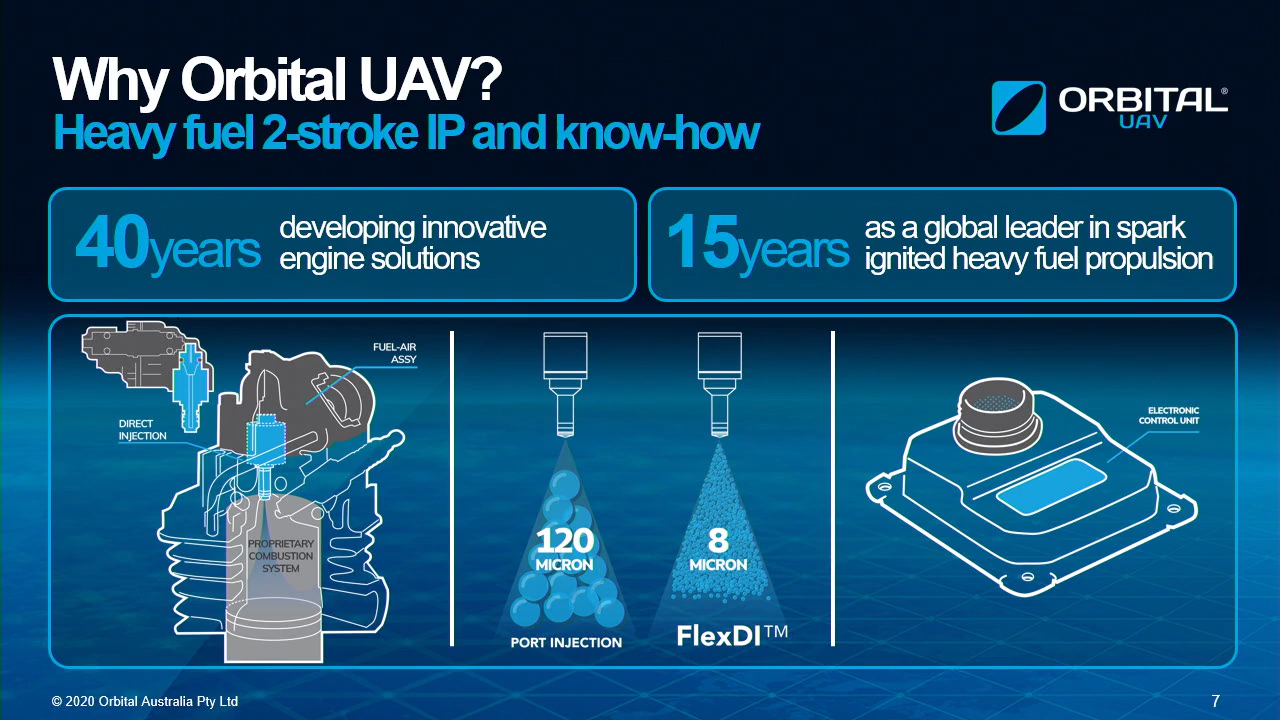 Why Orbital UAV?
Heavy fuel 2-stroke IP and know-how
ORBITAL®
UAV
40years
developing innovative
engine solutions
15years
as a global leader in spark
ignited heavy fuel propulsion
FUEL-AIR
ASSY
DIRECT
INJECTION
PROPRIETARY
COMBUSTION
SYSTEM
120
MICRON
PORT INJECTION
8
MICRON
FlexDI™
ELECTRONIC
CONTROL UNIT
© 2020 Orbital Australia Pty Ltd
7